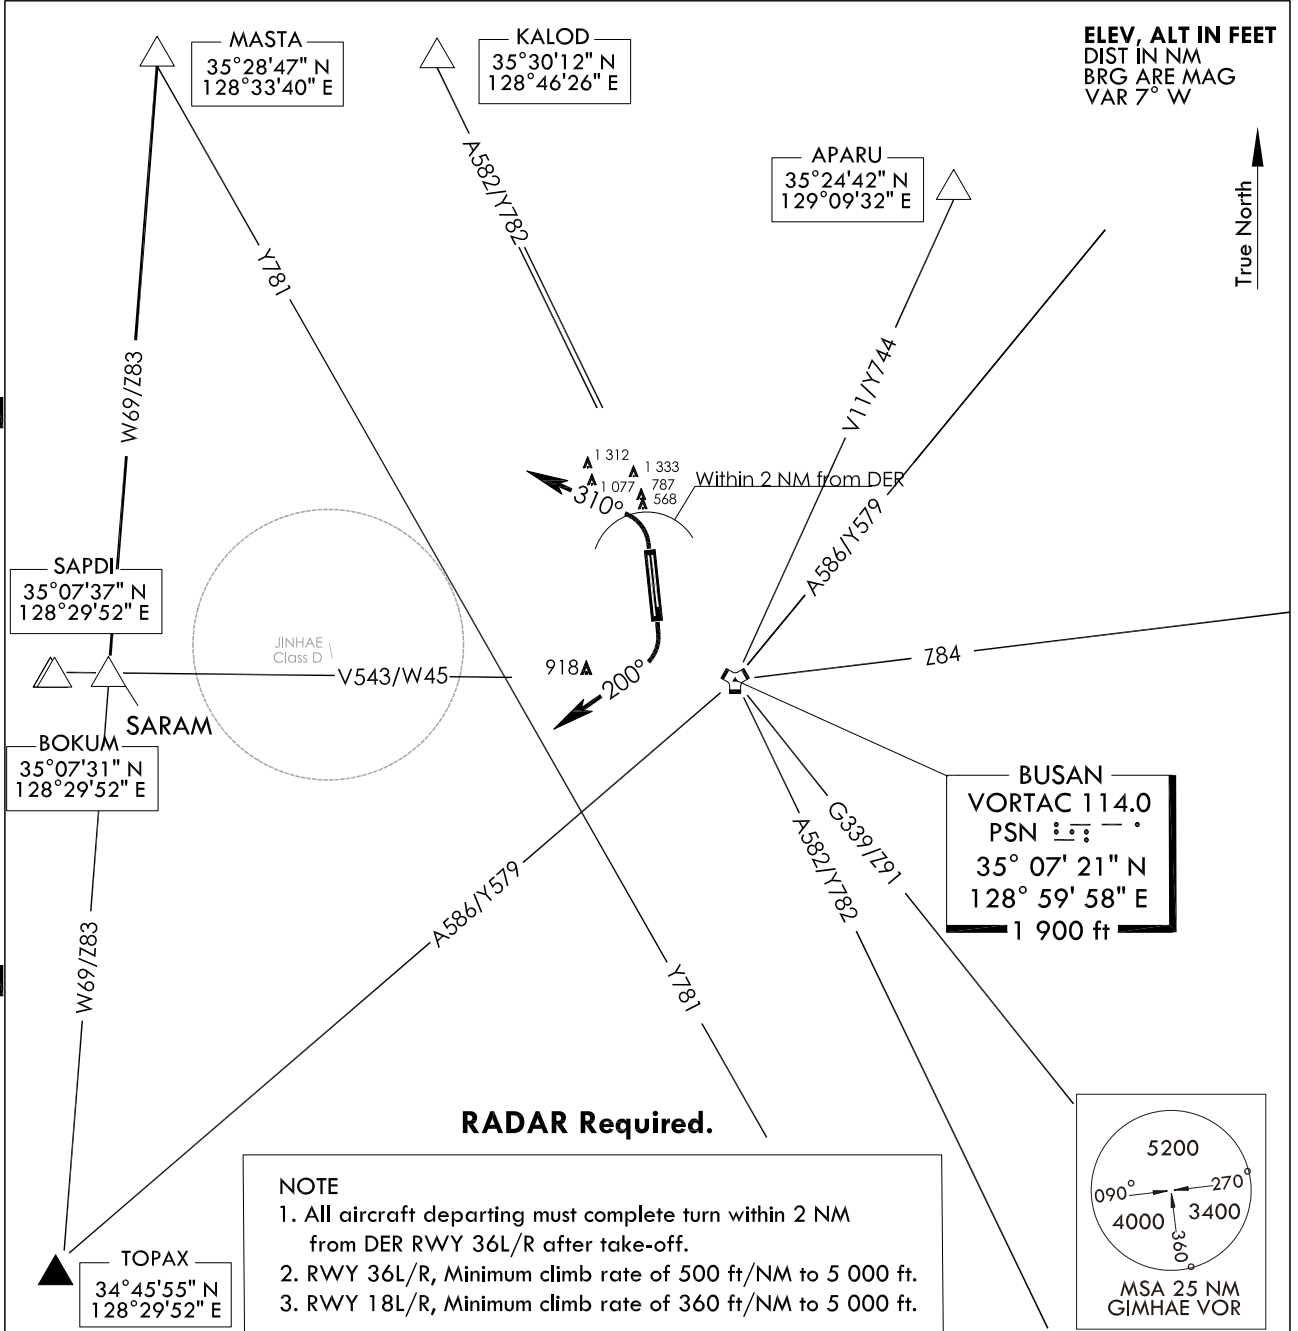 MASTA
35°28'47" N
128°33'40" E
KALOD
35°30'12" N
128°46'26" E
ELEV, ALT IN FEET
DIST IN NM
BRG ARE MAG
VAR 7° W
True North
APARU
35°24'42" N
129°09'32" E
A582/Y782
Y781
W69/Z83
V11/Y744
1 312
1 333
1 077
787
568
Within 2 NM from DER
310°
A586/Y579
SAPDI
35°07'37" N
128°29'52" E
JINHAE
Class D
V543/W45
918
200°
Z84
SARAM
BOKUM
35°07'31" N
128°29'52" E
BUSAN
VORTAC 114.0
PSN
35° 07' 21" N
128° 59' 58" E
1 900 ft
G339/Z91
A582/Y782
A586/Y579
W69/Z83
Y781
RADAR Required.
NOTE
1. All aircraft departing must complete turn within 2 NM
from DER RWY 36L/R after take-off.
2. RWY 36L/R, Minimum climb rate of 500 ft/NM to 5 000 ft.
3. RWY 18L/R, Minimum climb rate of 360 ft/NM to 5 000 ft.
TOPAX
34°45'55" N
128°29'52" E
5200
090°
270°
4000
3400
360°
MSA 25 NM
GIMHAE VOR